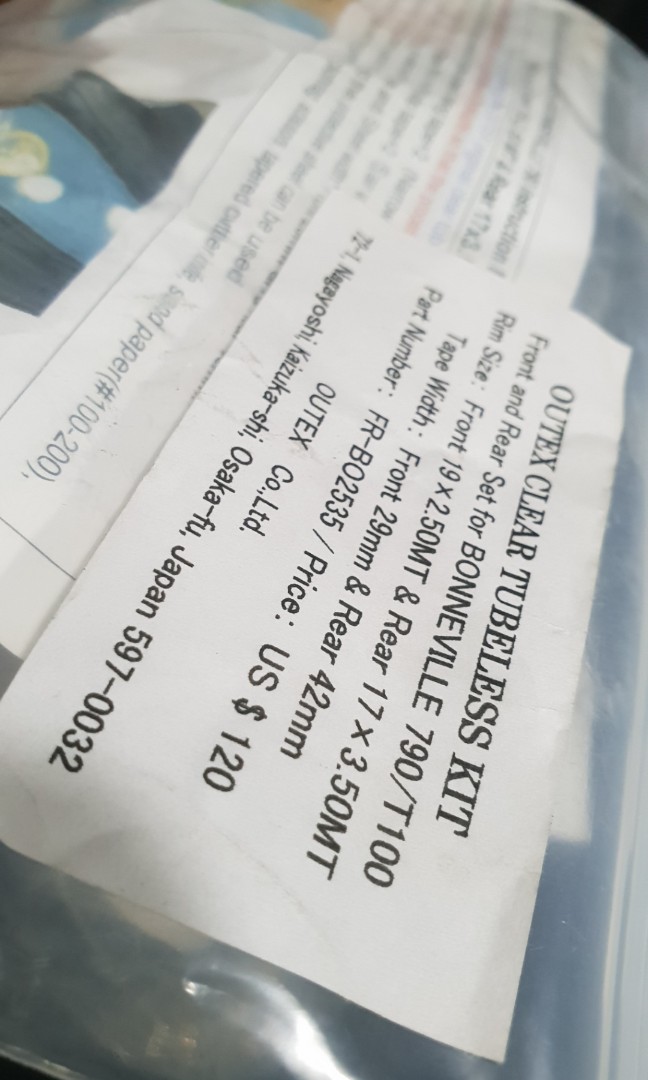 OUTEX CLEAR TUBELESS KIT
Front and Rear Set for BONNEVILLE 790/T100
Rim Size: Front 19×2.50MT & Rear 17×3.50MT
Tape Width: Front 29mm & Rear 42mm
Part Number: FR-BO2535 / Price: US $ 120
OUTEX Co.,Ltd.
72-1, Nagayoshi, Kaizuka-shi, Osaka-fu, Japan 597-0032
can be used
sand paper(#100-200),